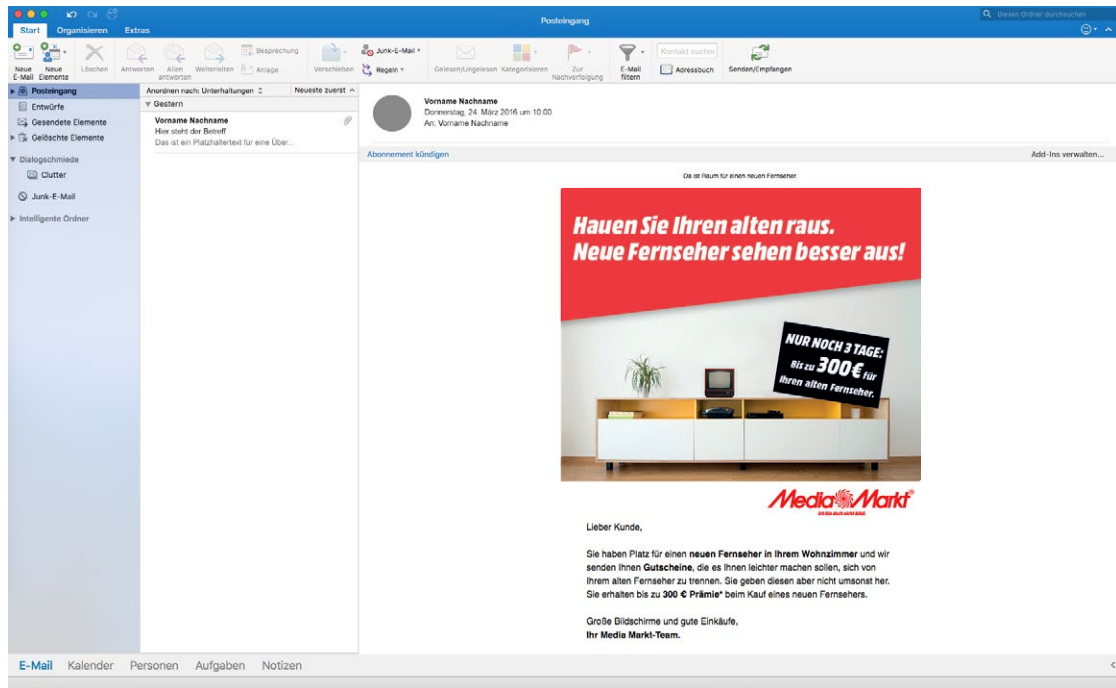 Posteingang
Diesen Ordner durchsuchen
Start Organisieren Extras
Neue E-Mail
Neue Elemente
Löschen
Antworten
Allen antworten
Weiterleiten
Besprechung
Anlage
Verschieben
Junk-E-Mail
Regeln
Gelesen/Ungelesen
Kategorisieren
Zur Nachverfolgung
E-Mail filtern
Kontakt suchen
Adressbuch
Senden/Empfangen
Posteingang
Entwürfe
Gesendete Elemente
Gelöschte Elemente
Dialogschmiede
Clutter
Junk-E-Mail
Intelligente Ordner
Anordnen nach: Unterhaltungen Neueste zuerst
Gestern
Vorname Nachname
Hier steht der Betreff
Das ist ein Platzhaltertext für eine Über...
Vorname Nachname
Donnerstag, 24. März 2016 um 10.00
An: Vorname Nachname
Abonnement kündigen Add-Ins verwalten...
Da ist Raum für einen neuen Fernseher.
Hauen Sie Ihren alten raus.
Neue Fernseher sehen besser aus!
NUR NOCH 3 TAGE:
Bis zu 300€ für
Ihren alten Fernseher.
Media Markt
Ich bin doch nicht blöd.
Lieber Kunde,
Sie haben Platz für einen neuen Fernseher in Ihrem Wohnzimmer und wir
senden Ihnen Gutscheine, die es Ihnen leichter machen sollen, sich von
Ihrem alten Fernseher zu trennen. Sie geben diesen aber nicht umsonst her.
Sie erhalten bis zu 300 € Prämie* beim Kauf eines neuen Fernsehers.
Große Bildschirme und gute Einkäufe,
Ihr Media Markt-Team.
E-Mail Kalender Personen Aufgaben Notizen